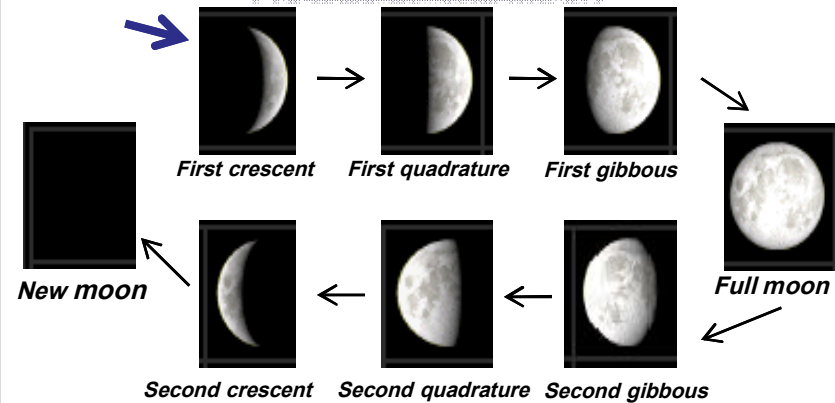 First crescent
First quadrature
First gibbous
New moon
Full moon
Second crescent
Second quadrature
Second gibbous